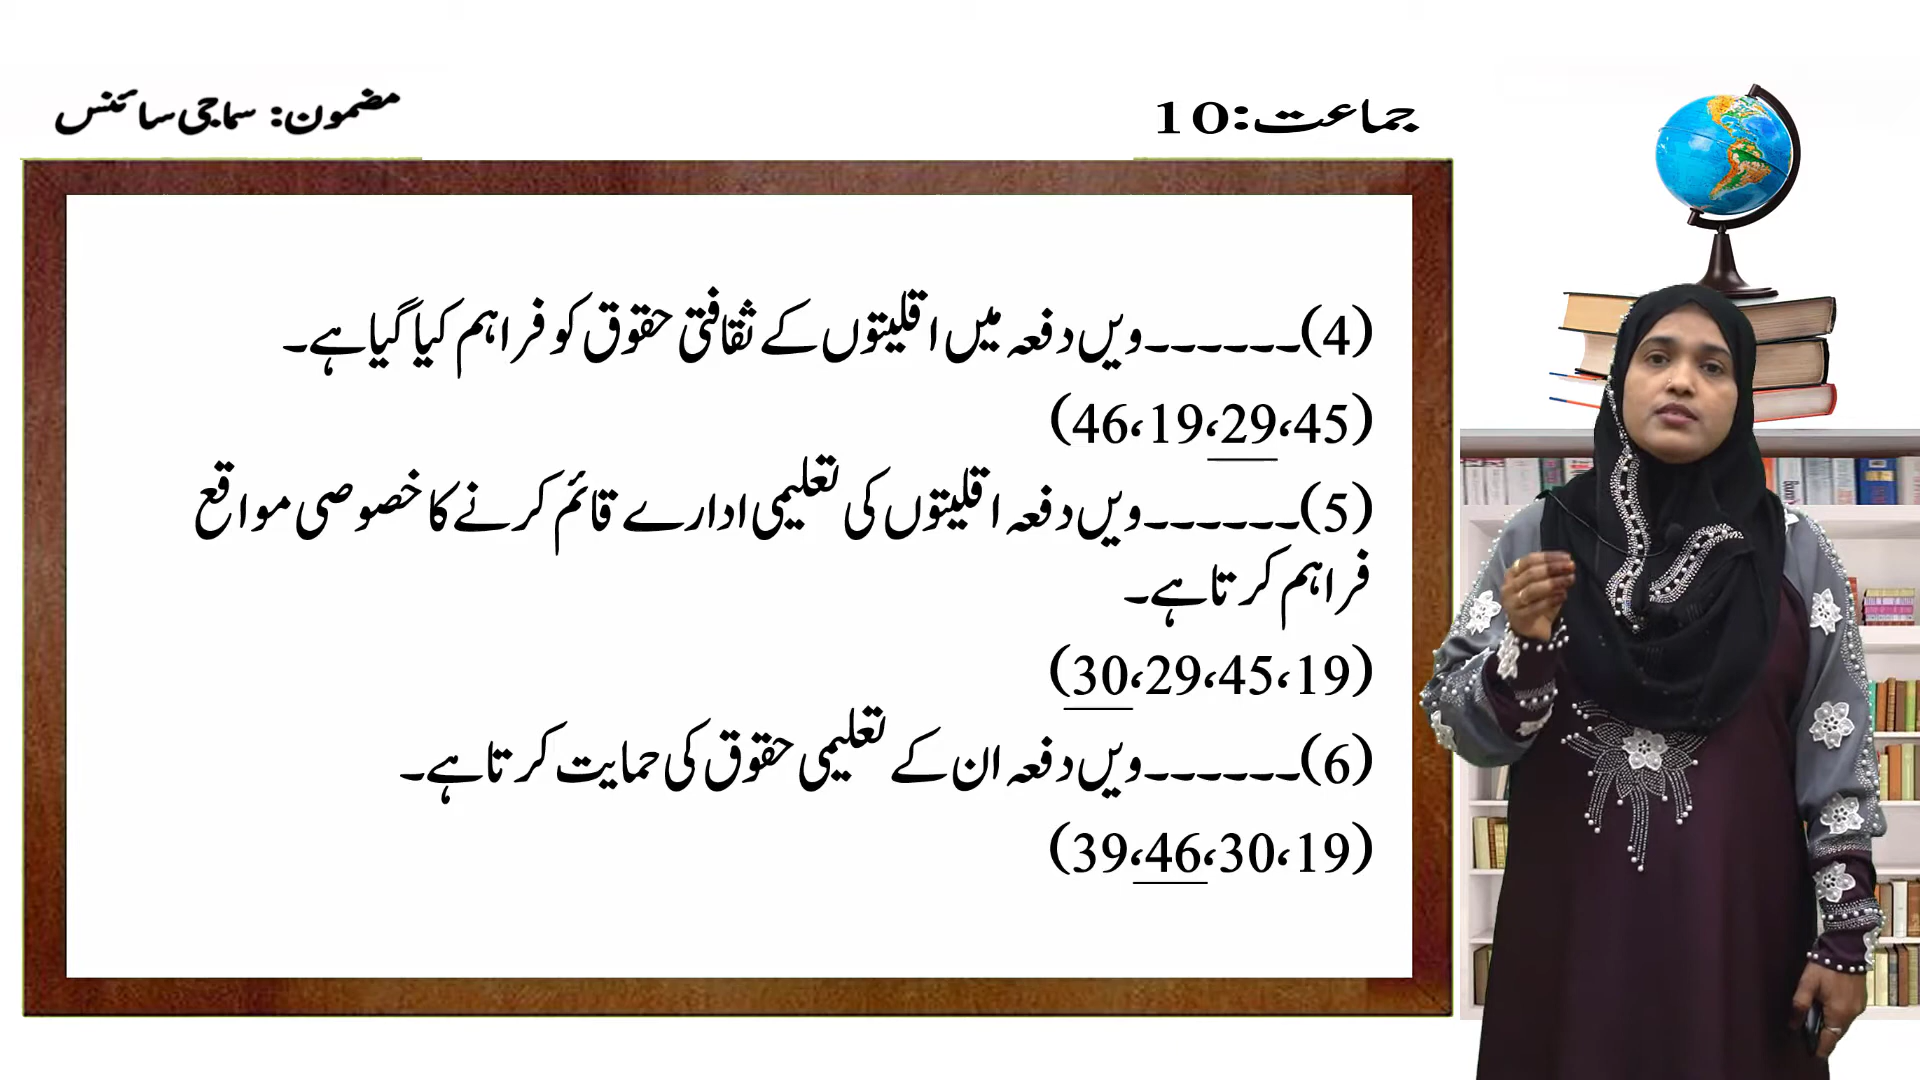 جماعت:10
مضمون: سماجی سائنس
(4)۔۔۔۔۔۔ویں دفعہ میں اقلیتوں کے ثقافتی حقوق کو فراہم کیا گیا ہے۔
(46،19،29،45)
(5)۔۔۔۔۔۔ویں دفعہ اقلیتوں کی تعلیمی ادارے قائم کرنے کا خصوصی مواقع
فراہم کرتا ہے۔
(30،29،45،19)
(6)۔۔۔۔۔۔ویں دفعہ ان کے تعلیمی حقوق کی حمایت کرتا ہے۔
(39،46،30،19)